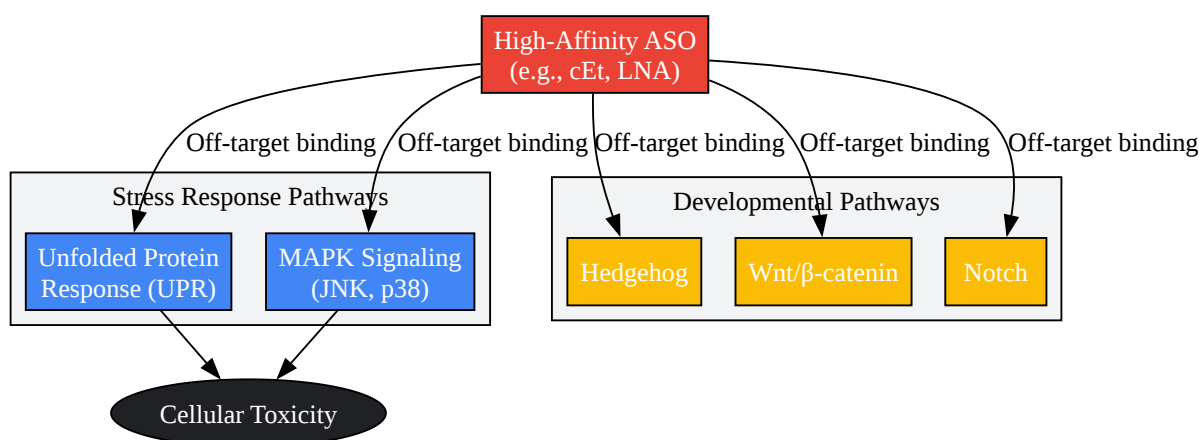 High-Affinity ASO
(e.g., cEt, LNA)
Off-target binding
Off-target binding
Off-target binding
Off-target binding
Off-target binding
Stress Response Pathways
Developmental Pathways
Unfolded Protein
Response (UPR)
MAPK Signaling
(JNK, p38)
Hedgehog
Wnt/β-catenin
Notch
Cellular Toxicity